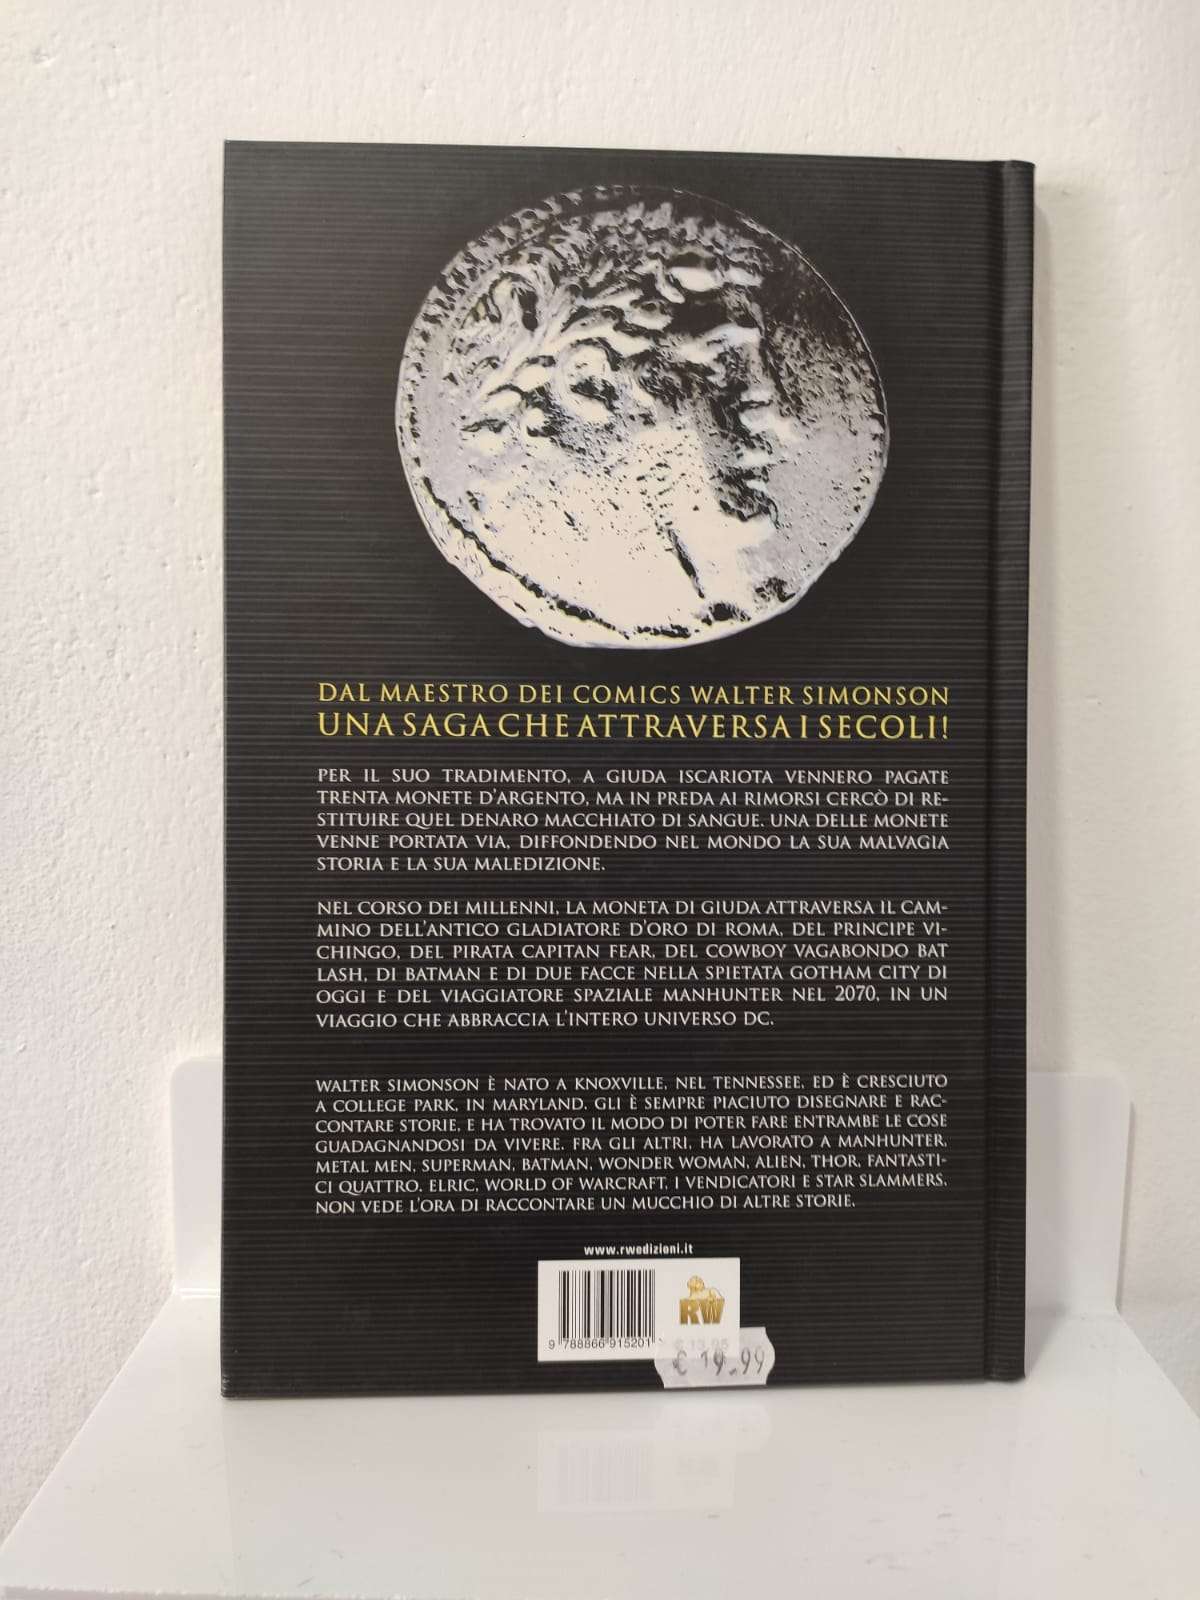 DAL MAESTRO DEI COMICS WALTER SIMONSON
UNA SAGA CHE ATTRAVERSA I SECOLI!
PER IL SUO TRADIMENTO, A GIUDA ISCARIOTA VENNERO PAGATE
TRENTA MONETE D'ARGENTO, MA IN PREDA AI RIMORSI CERCÒ DI RE-
STITUIRE QUEL DENARO MACCHIATO DI SANGUE. UNA DELLE MONETE
VENNE PORTATA VIA, DIFFONDENDO NEL MONDO LA SUA MALVAGIA
STORIA E LA SUA MALEDIZIONE.
NEL CORSO DEI MILLENNI, LA MONETA DI GIUDA ATTRAVERSA IL CAM-
MINO DELL'ANTICO GLADIATORE D'ORO DI ROMA, DEL PRINCIPE VI-
CHINGO, DEL PIRATA CAPITAN FEAR, DEL COWBOY VAGABONDO BAT
LASH, DI BATMAN E DI DUE FACCE NELLA SPIETATA GOTHAM CITY DI
OGGI E DEL VIAGGIATORE SPAZIALE MANHUNTER NEL 2070, IN UN
VIAGGIO CHE ABBRACCIA L'INTERO UNIVERSO DC.
WALTER SIMONSON È NATO A KNOXVILLE, NEL TENNESSEE, ED È CRESCIUTO
A COLLEGE PARK, IN MARYLAND. GLI È SEMPRE PIACIUTO DISEGNARE E RAC-
CONTARE STORIE, E HA TROVATO IL MODO DI POTER FARE ENTRAMBE LE COSE
GUADAGNANDOSI DA VIVERE. FRA GLI ALTRI, HA LAVORATO A MANHUNTER,
METAL MEN, SUPERMAN, BATMAN, WONDER WOMAN, ALIEN, THOR, FANTASTI-
CI QUATTRO, ELRIC, WORLD OF WARCRAFT, I VENDICATORI E STAR SLAMMERS.
NON VEDE L'ORA DI RACCONTARE UN MUCCHIO DI ALTRE STORIE.
www.rwedizioni.it
RW
9 788866 915201 >
€ 13,95
€ 19.99